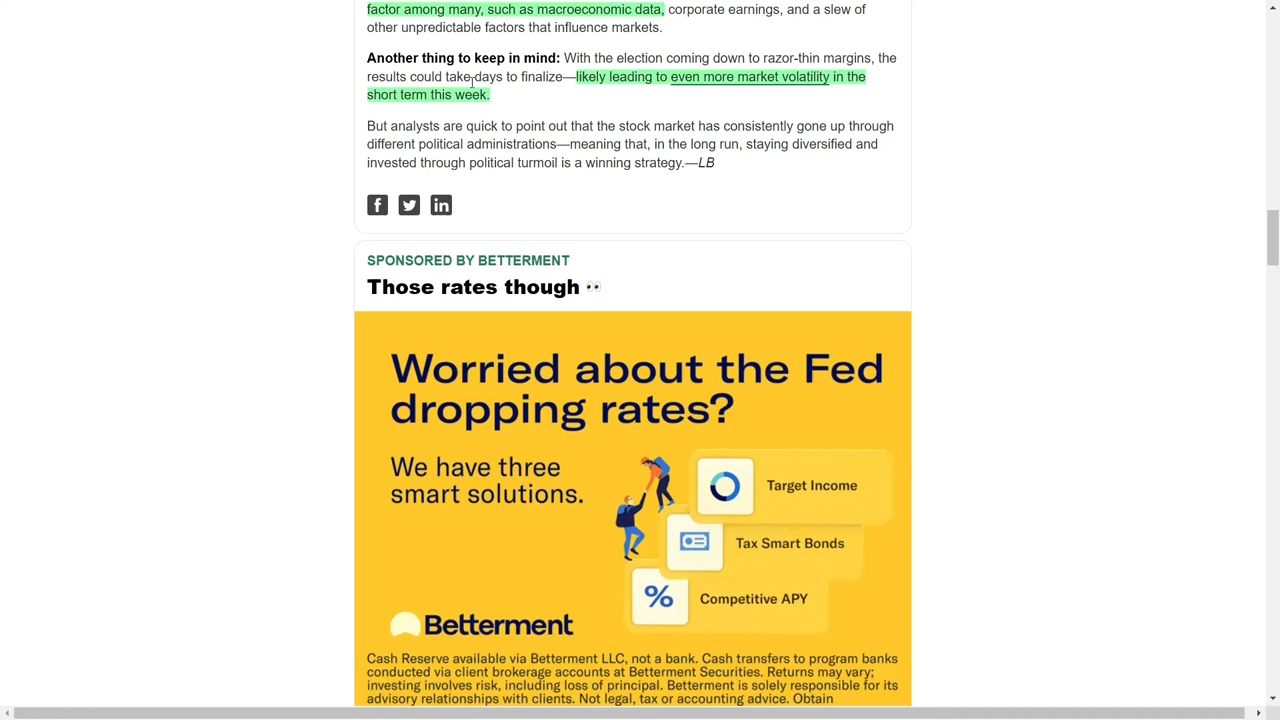 factor among many, such as macroeconomic data, corporate earnings, and a slew of
other unpredictable factors that influence markets.
Another thing to keep in mind: With the election coming down to razor-thin margins, the
results could take days to finalize—likely leading to even more market volatility in the
short term this week.
But analysts are quick to point out that the stock market has consistently gone up through
different political administrations—meaning that, in the long run, staying diversified and
invested through political turmoil is a winning strategy.—LB
SPONSORED BY BETTERMENT
Those rates though 👀
Worried about the Fed
dropping rates?
We have three
smart solutions.
Target Income
Tax Smart Bonds
% Competitive APY
Betterment
Cash Reserve available via Betterment LLC, not a bank. Cash transfers to program banks
conducted via client brokerage accounts at Betterment Securities. Returns may vary;
investing involves risk, including loss of principal. Betterment is solely responsible for its
advisory relationships with clients. Not legal, tax or accounting advice. Obtain